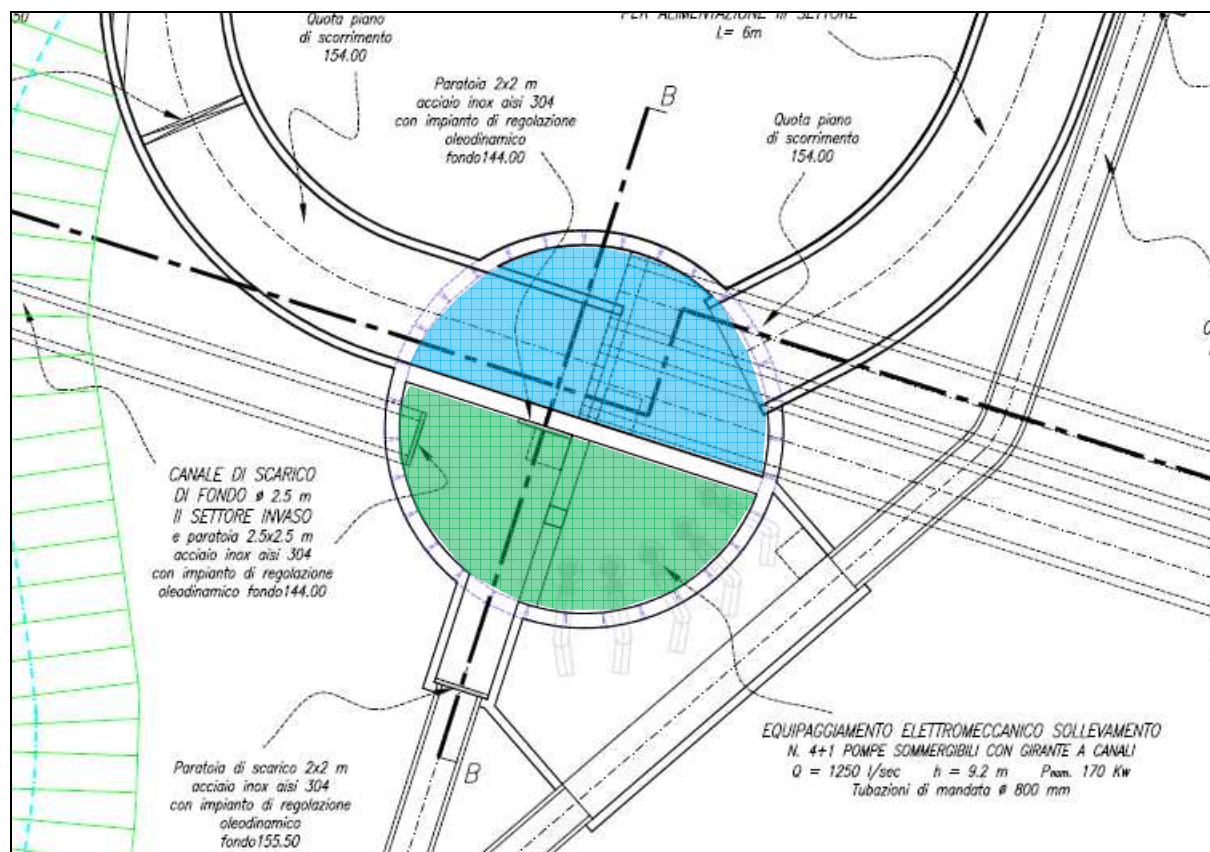 50
Quota piano
di scorrimento
154.00
PER ALIMENTAZIONE III SETTORE
L= 6m
Paratoia 2x2 m
acciaio inox aisi 304
con impianto di regolazione
oleodinamico
fondo144.00
B
Quota piano
di scorrimento
154.00
CANALE DI SCARICO
DI FONDO ø 2.5 m
II SETTORE INVASO
e paratoia 2.5x2.5 m
acciaio inox aisi 304
con impianto di regolazione
oleodinamico fondo144.00
EQUIPAGGIAMENTO ELETTROMECCANICO SOLLEVAMENTO
N. 4+1 POMPE SOMMERGIBILI CON GIRANTE A CANALI
Q = 1250 l/sec h = 9.2 m Pnom. 170 Kw
Tubazioni di mandata ø 800 mm
B
Paratoia di scarico 2x2 m
acciaio inox aisi 304
con impianto di regolazione
oleodinamico
fondo155.50